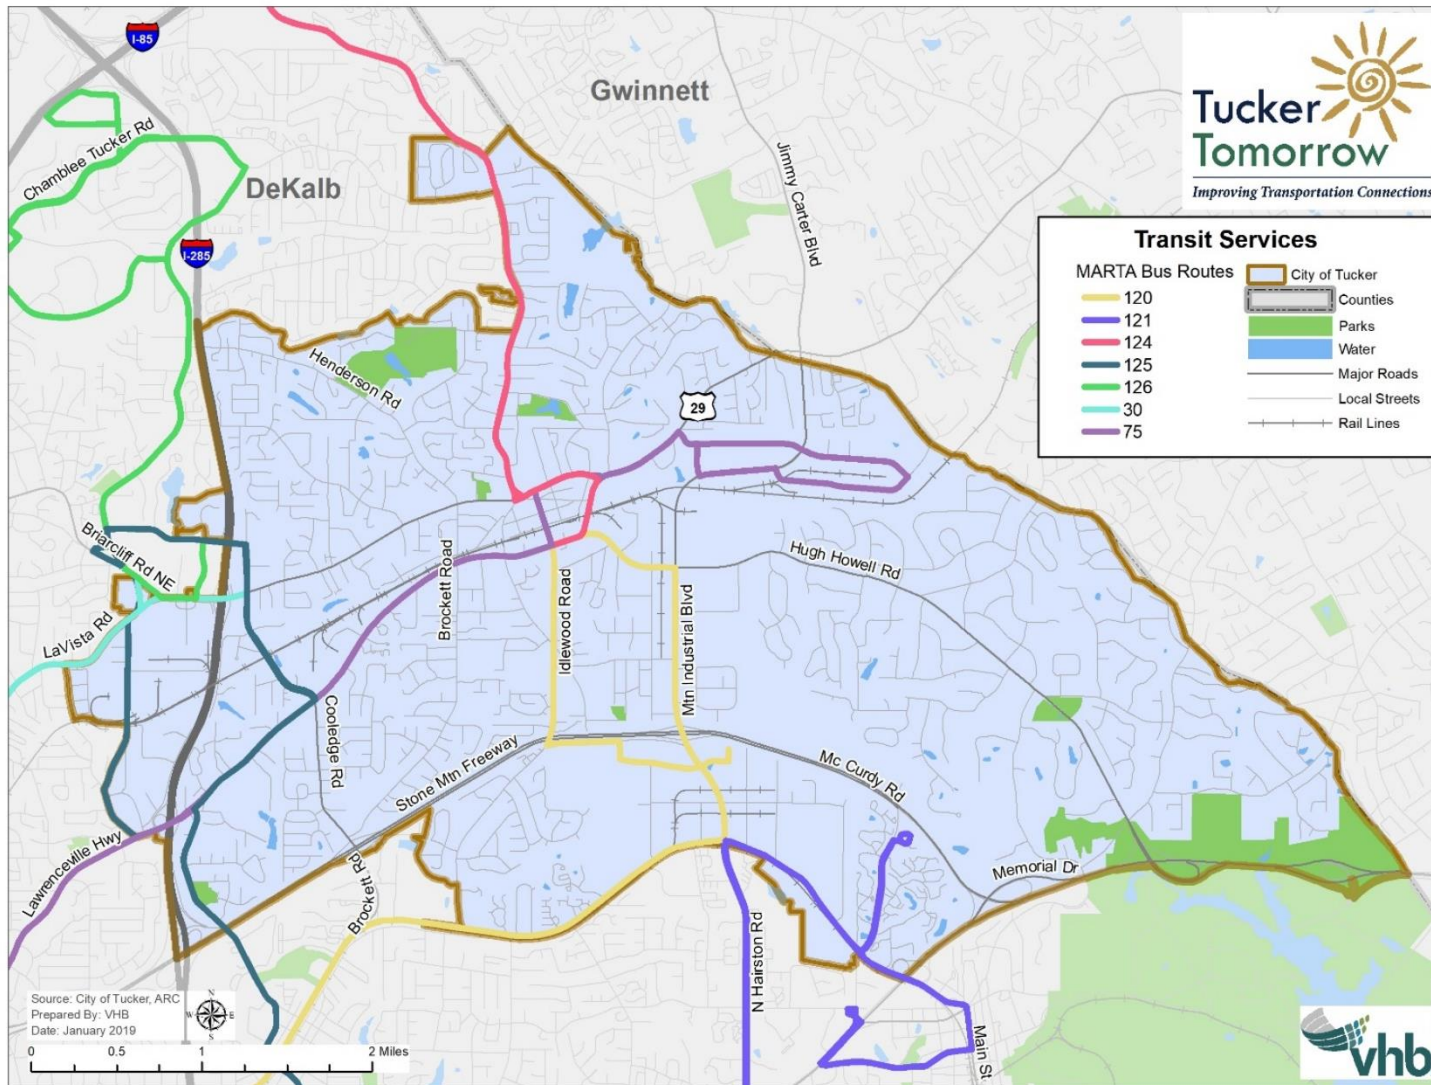 I-85
Gwinnett
Tucker
Tomorrow
Improving Transportation Connections
Chamblee Tucker Rd
DeKalb
Jimmy Carter Blvd
I-285
Transit Services
MARTA Bus Routes
120
121
124
125
126
30
75
City of Tucker
Counties
Parks
Water
Major Roads
Local Streets
Rail Lines
Henderson Rd
29
Briarcliff Rd NE
LaVista Rd
Brockett Road
Idlewood Road
Mtn Industrial Blvd
Hugh Howell Rd
Cooledge Rd
Stone Mtn Freeway
Mc Curdy Rd
Lawrenceville Hwy
Brockett Rd
Memorial Dr
N Hairston Rd
Main St
Source: City of Tucker, ARC
Prepared By: VHB
Date: January 2019
N
W E
S
0 0.5 1 2 Miles
vhb